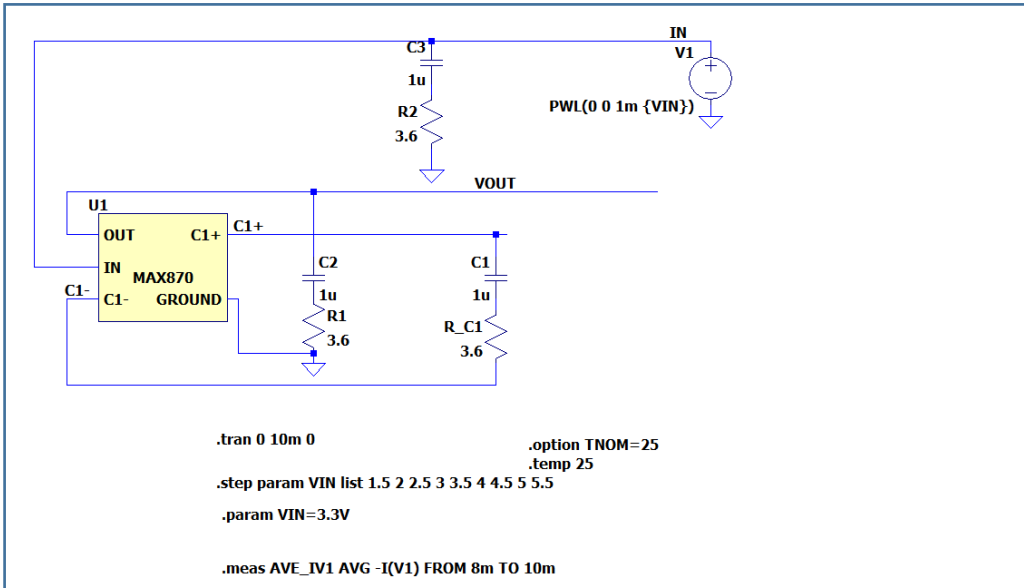 IN
V1
PWL(0 0 1m {VIN})
C3
1u
R2
3.6
VOUT
U1
OUT
C1+
C1+
IN
MAX870
C1-
C1-
GROUND
C2
1u
R1
3.6
C1
1u
R_C1
3.6
.tran 0 10m 0
.option TNOM=25
.temp 25
.step param VIN list 1.5 2 2.5 3 3.5 4 4.5 5 5.5
.param VIN=3.3V
.meas AVE_IV1 AVG -I(V1) FROM 8m TO 10m